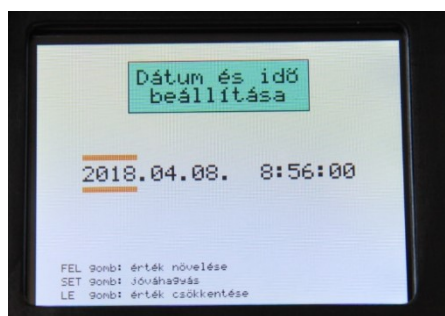 Dátum és idő
beállítása
2018.04.08. 8:56:00
FEL gomb: érték növelése
SET gomb: jóváhagyás
LE gomb: érték csökkentése